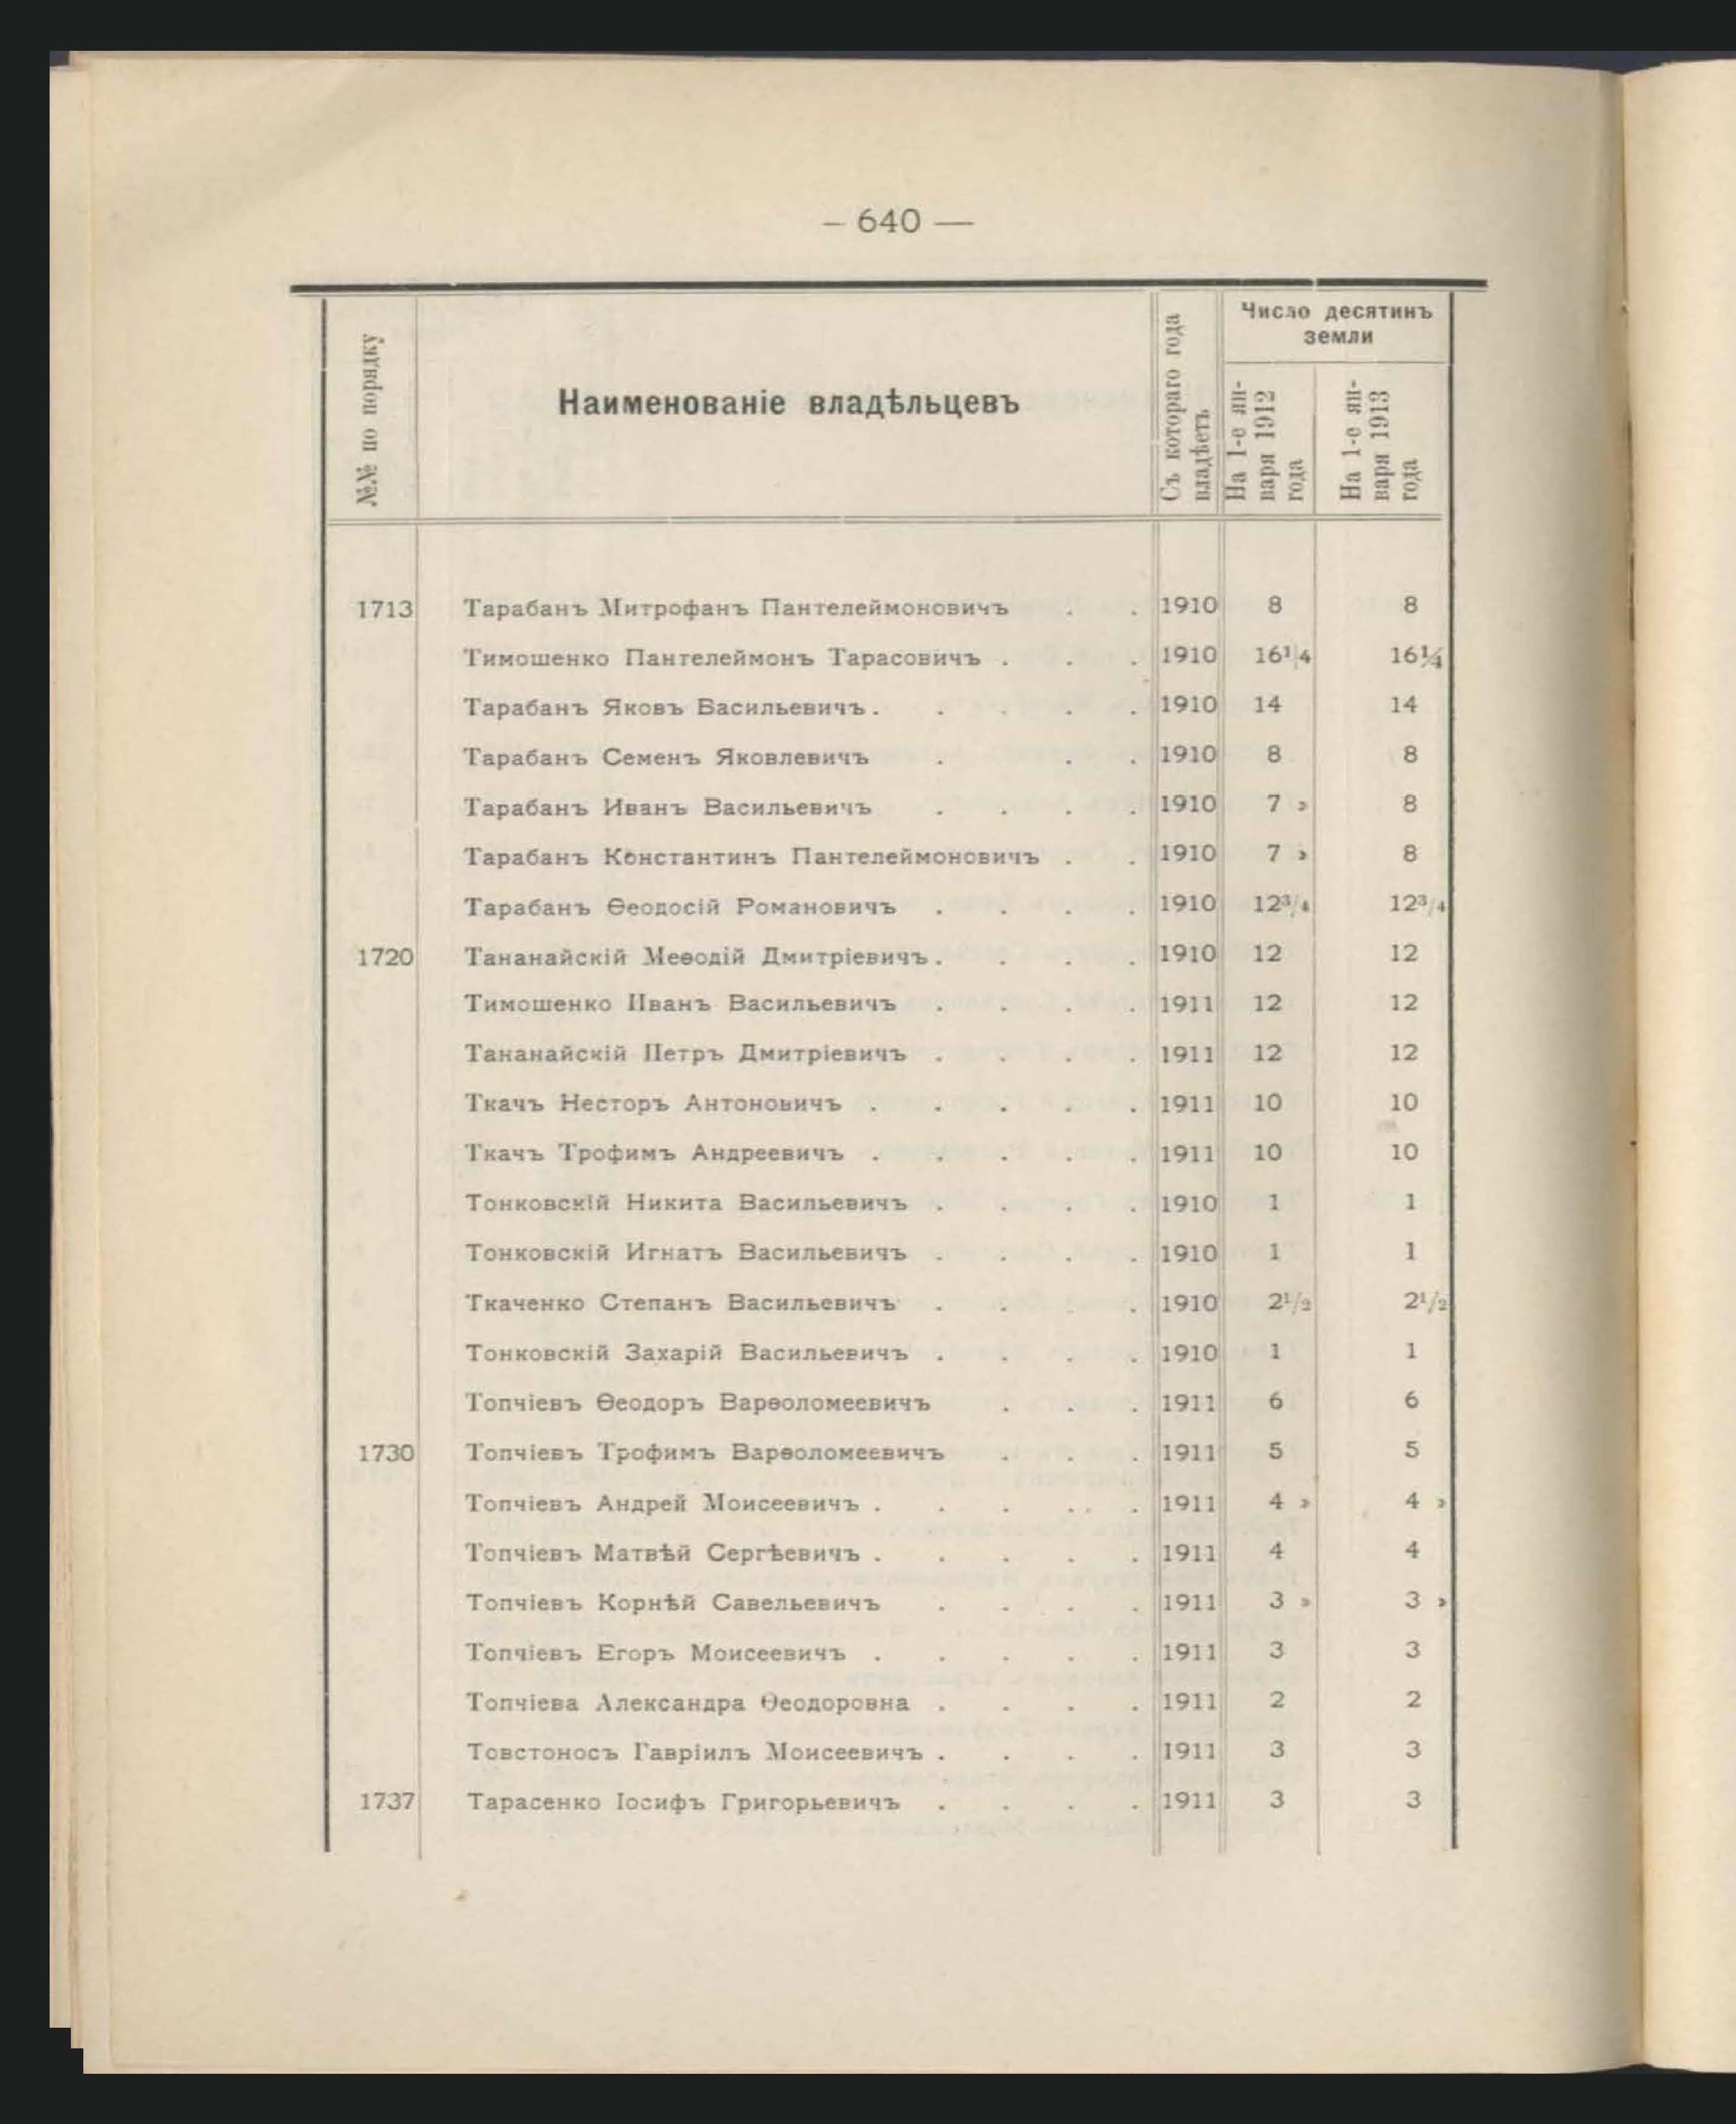 — 640 —
№№ по порядку
Наименованіе владѣльцевъ
Съ котораго года владѣетъ
Число десятинъ земли
На 1-е января 1912 года
На 1-е января 1913 года
1713 Тарабанъ Митрофанъ Пантелеймоновичъ . . 1910 8 8
Тимошенко Пантелеймонъ Тарасовичъ . . . 1910 16¹/4 16¼
Тарабанъ Яковъ Васильевичъ . . . . . 1910 14 14
Тарабанъ Семенъ Яковлевичъ . . . 1910 8 8
Тарабанъ Иванъ Васильевичъ . . . . 1910 7 » 8
Тарабанъ Константинъ Пантелеймоновичъ . . 1910 7 » 8
Тарабанъ Ѳеодосій Романовичъ . . . . 1910 12³/4 12³/4
1720 Тананайскій Меѳодій Дмитріевичъ . . . . 1910 12 12
Тимошенко Иванъ Васильевичъ . . . . 1911 12 12
Тананайскій Петръ Дмитріевичъ . . . . 1911 12 12
Ткачъ Несторъ Антоновичъ . . . . . 1911 10 10
Ткачъ Трофимъ Андреевичъ . . . . . 1911 10 10
Тонковскій Никита Васильевичъ . . . . 1910 1 1
Тонковскій Игнатъ Васильевичъ . . . . 1910 1 1
Ткаченко Степанъ Васильевичъ . . . . 1910 2¹/2 2¹/2
Тонковскій Захарій Васильевичъ . . . . 1910 1 1
Топчіевъ Ѳеодоръ Варѳоломеевичъ . . . 1911 6 6
1730 Топчіевъ Трофимъ Варѳоломеевичъ . . . 1911 5 5
Топчіевъ Андрей Моисеевичъ . . . . . 1911 4 » 4 »
Топчіевъ Матвѣй Сергѣевичъ . . . . . 1911 4 4
Топчіевъ Корнѣй Савельевичъ . . . . 1911 3 » 3 »
Топчіевъ Егоръ Моисеевичъ . . . . . 1911 3 3
Топчіева Александра Ѳеодоровна . . . . 1911 2 2
Товстоносъ Гавріилъ Моисеевичъ . . . . 1911 3 3
1737 Тарасенко Іосифъ Григорьевичъ . . . . 1911 3 3